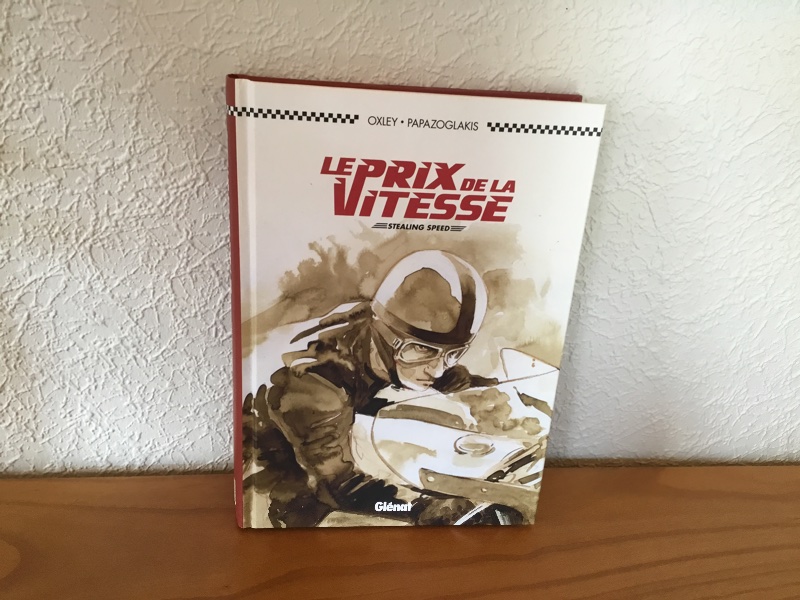 OXLEY • PAPAZOGLAKIS
LE PRIX DE LA
VITESSE
STEALING SPEED
Glénat